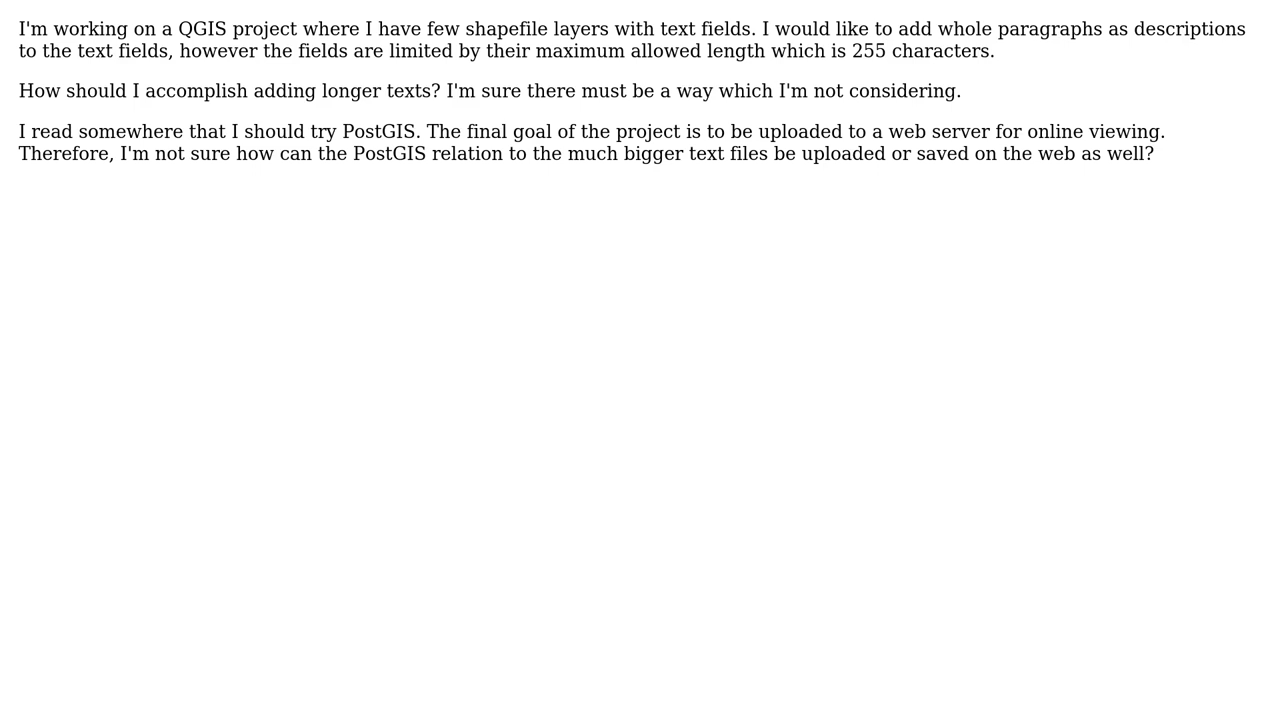 I'm working on a QGIS project where I have few shapefile layers with text fields. I would like to add whole paragraphs as descriptions
to the text fields, however the fields are limited by their maximum allowed length which is 255 characters.
How should I accomplish adding longer texts? I'm sure there must be a way which I'm not considering.
I read somewhere that I should try PostGIS. The final goal of the project is to be uploaded to a web server for online viewing.
Therefore, I'm not sure how can the PostGIS relation to the much bigger text files be uploaded or saved on the web as well?